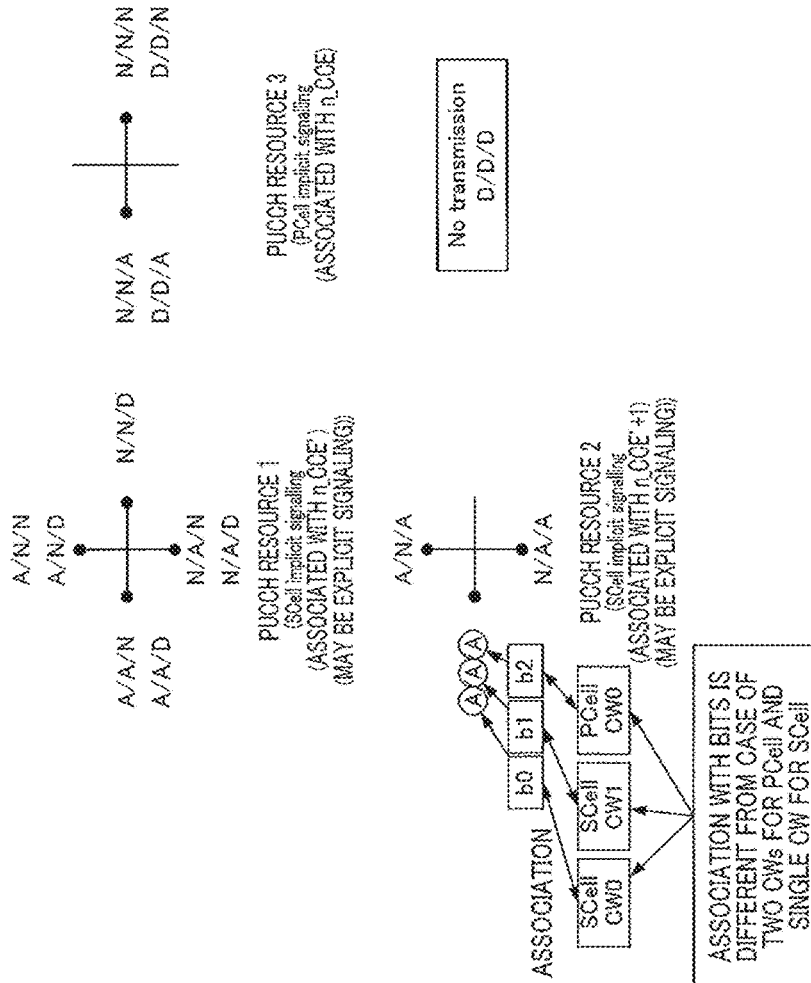 A/N/N
A/N/D
A/A/N
A/A/D
N/N/D
N/A/N
N/A/D
PUCCH RESOURCE 1
(SCell implicit signalling
(ASSOCIATED WITH n_CCE')
(MAY BE EXPLICIT SIGNALING))
N/N/A
D/D/A
N/N/N
D/D/N
PUCCH RESOURCE 3
(PCell implicit signalling
(ASSOCIATED WITH n_CCE)
A A A
b0 b1 b2
ASSOCIATION
SCell
CW0
SCell
CW1
PCell
CW0
ASSOCIATION WITH BITS IS
DIFFERENT FROM CASE OF
TWO CWs FOR PCell AND
SINGLE CW FOR SCell
A/N/A
N/A/A
PUCCH RESOURCE 2
(SCell implicit signalling
(ASSOCIATED WITH n_CCE' +1)
(MAY BE EXPLICIT SIGNALING))
No transmission
D/D/D